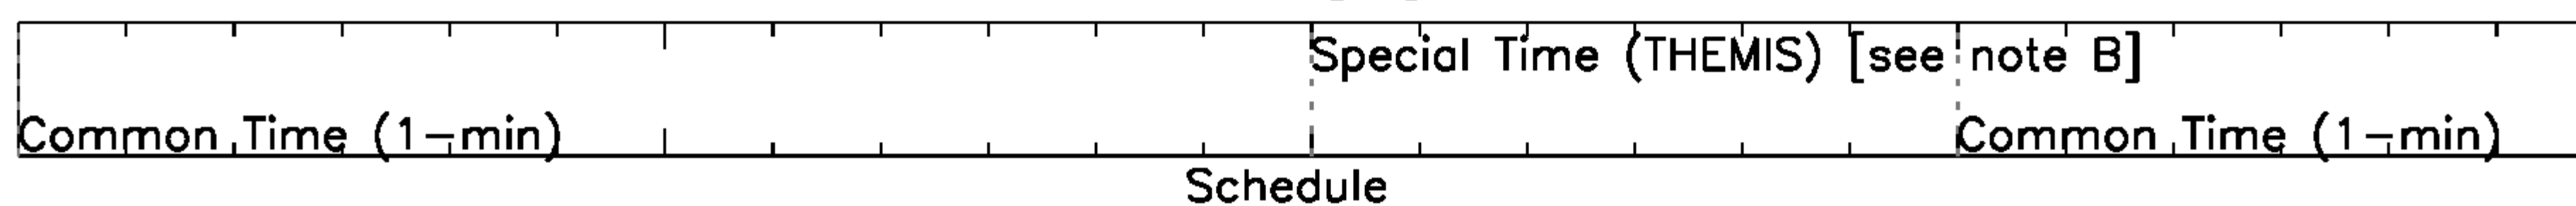 Special Time (THEMIS) [see note B]
Common Time (1-min)
Common Time (1-min)
Schedule